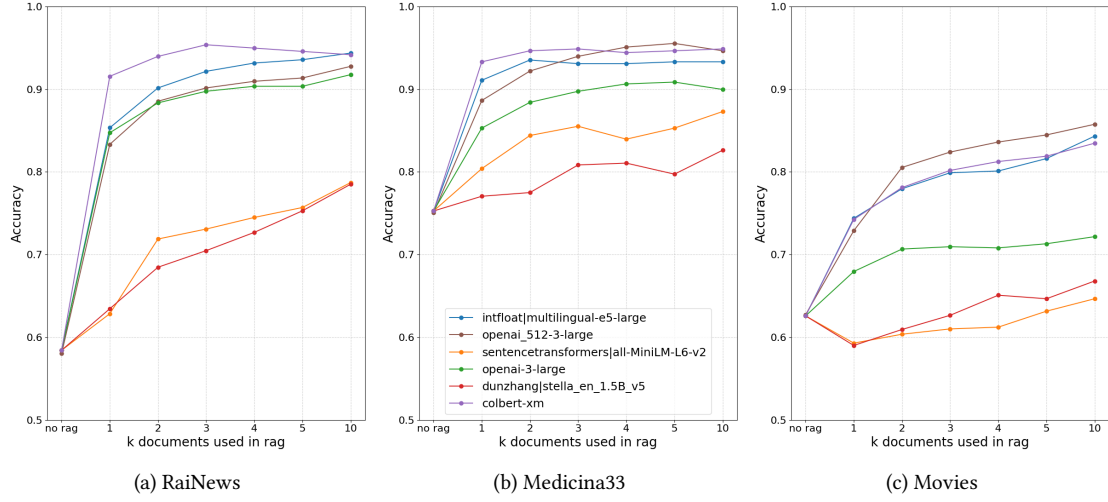 1.0
0.9
0.8
0.7
0.6
0.5
Accuracy
no rag 1 2 3 4 5 10
k documents used in rag
(a) RaiNews
1.0
0.9
0.8
0.7
0.6
0.5
Accuracy
intfloat|multilingual-e5-large
openai_512-3-large
sentencetransformers|all-MiniLM-L6-v2
openai-3-large
dunzhang|stella_en_1.5B_v5
colbert-xm
no rag 1 2 3 4 5 10
k documents used in rag
(b) Medicina33
1.0
0.9
0.8
0.7
0.6
0.5
Accuracy
no rag 1 2 3 4 5 10
k documents used in rag
(c) Movies